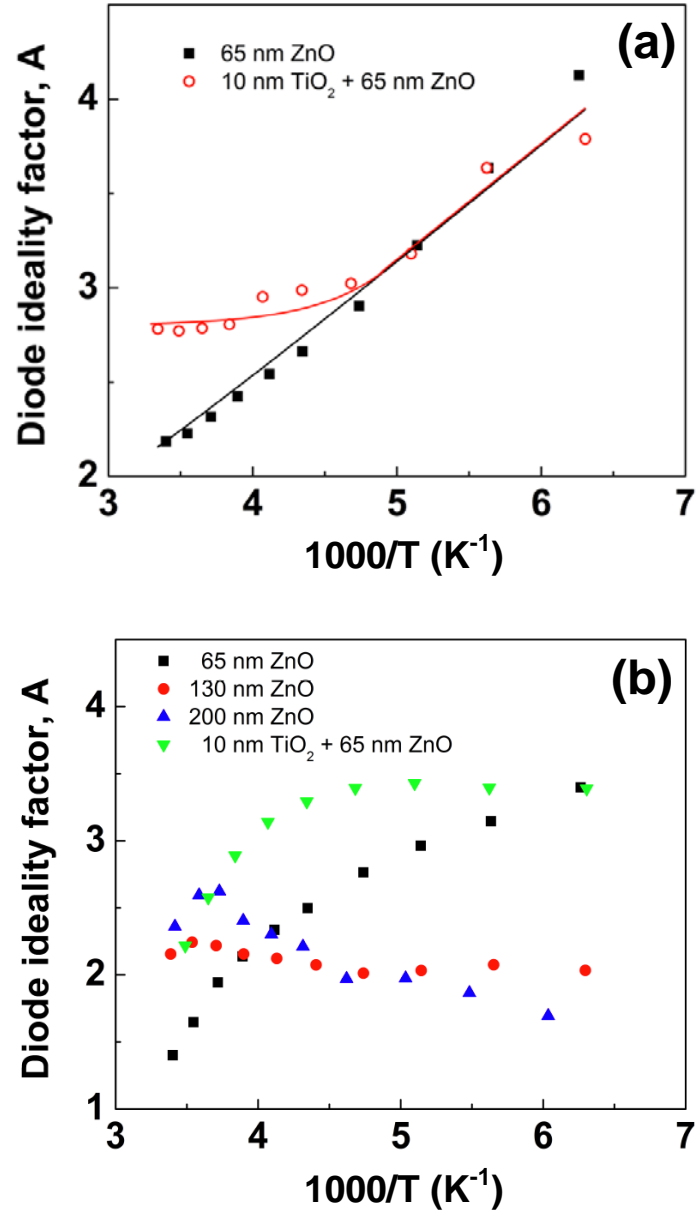 (a)
65 nm ZnO
10 nm TiO₂ + 65 nm ZnO
Diode ideality factor, A
4
3
2
3 4 5 6 7
1000/T (K⁻¹)
(b)
65 nm ZnO
130 nm ZnO
200 nm ZnO
10 nm TiO₂ + 65 nm ZnO
Diode ideality factor, A
4
3
2
1
3 4 5 6 7
1000/T (K⁻¹)